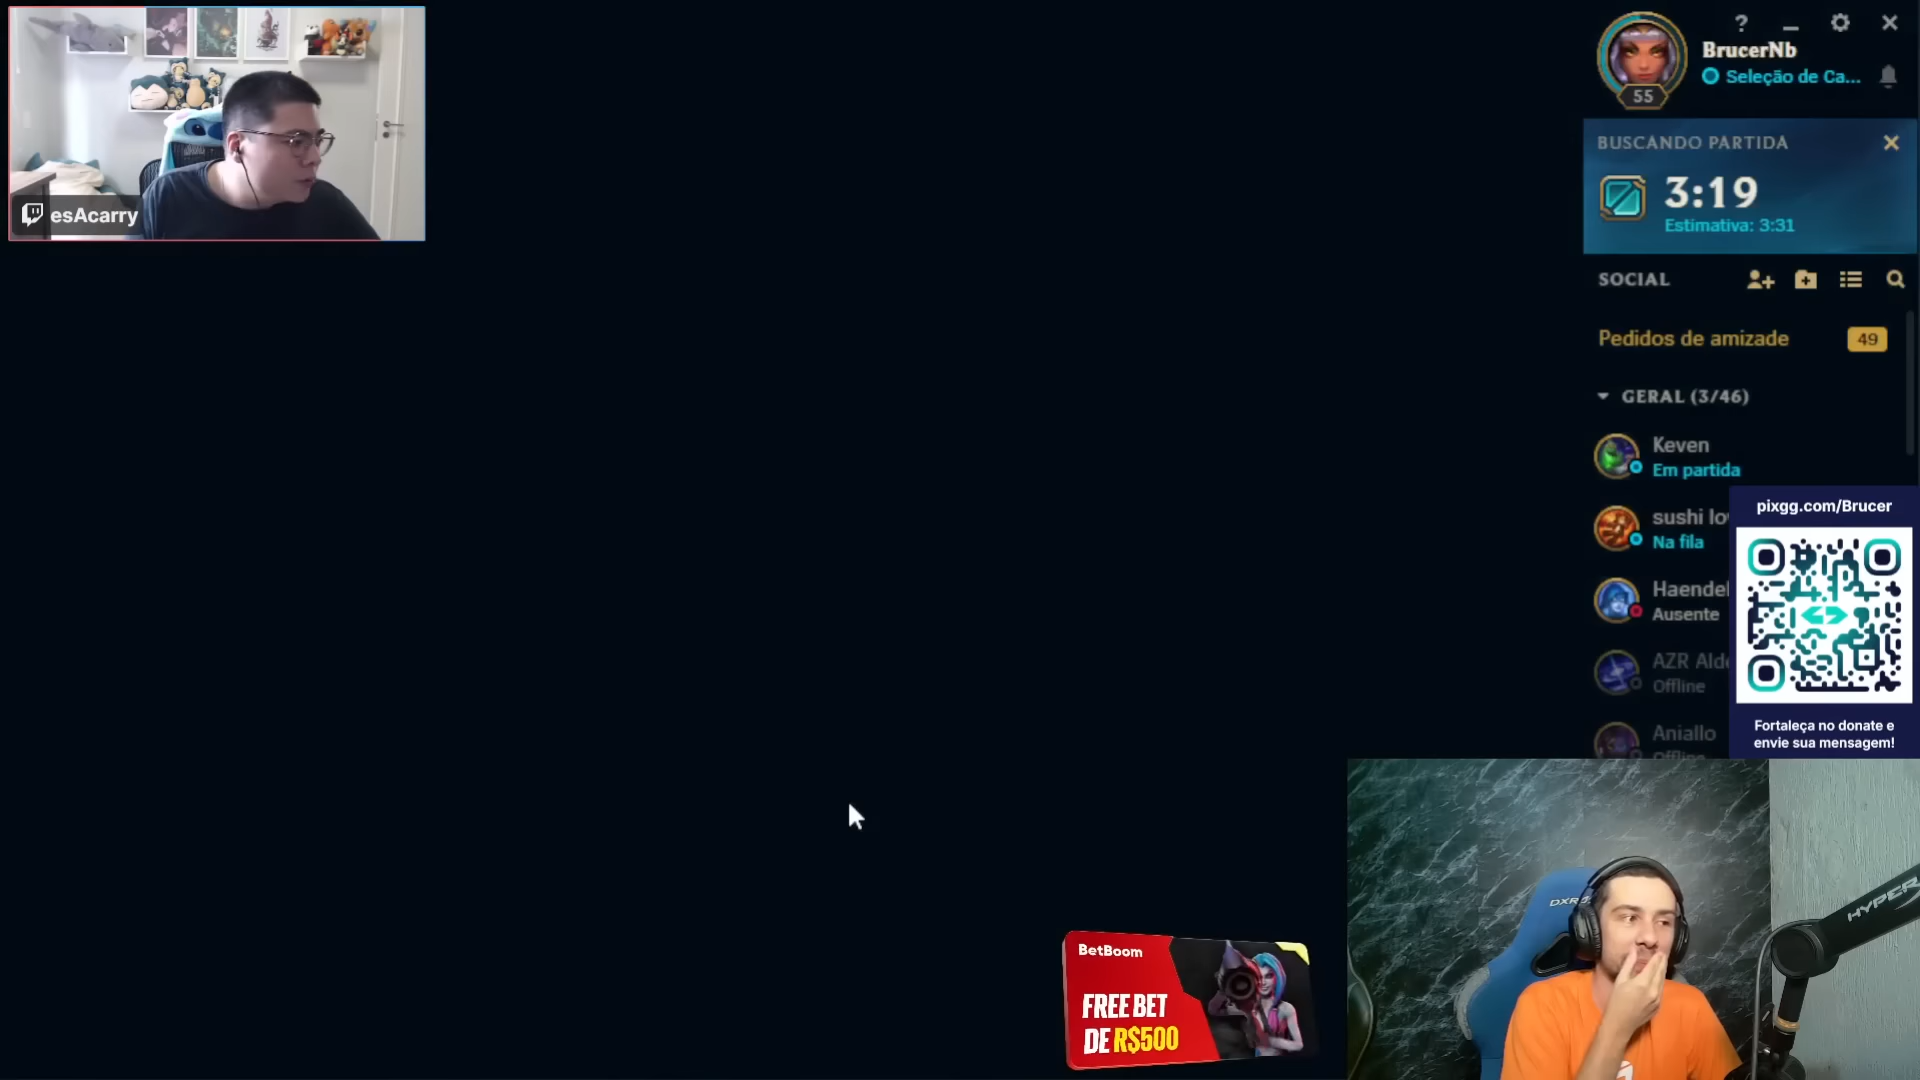 esAcarry
?
BrucerNb
Seleção de Ca...
55
BUSCANDO PARTIDA
3:19
Estimativa: 3:31
SOCIAL
Pedidos de amizade
49
GERAL (3/46)
Keven
Em partida
sushi lo
Na fila
Haendel
Ausente
AZR Ald
Offline
Aniallo
Offline
pixgg.com/Brucer
Fortaleça no donate e
envie sua mensagem!
BetBoom
FREE BET
DE R$500
HYPER